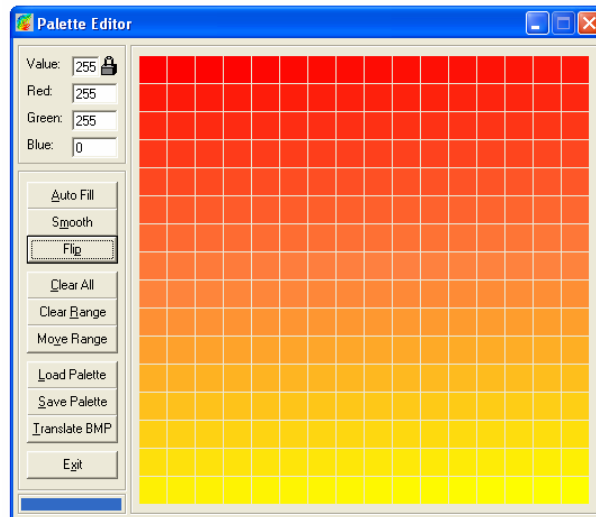 Palette Editor
Value: 255
Red: 255
Green: 255
Blue: 0
Auto Fill
Smooth
Flip
Clear All
Clear Range
Move Range
Load Palette
Save Palette
Translate BMP
Exit